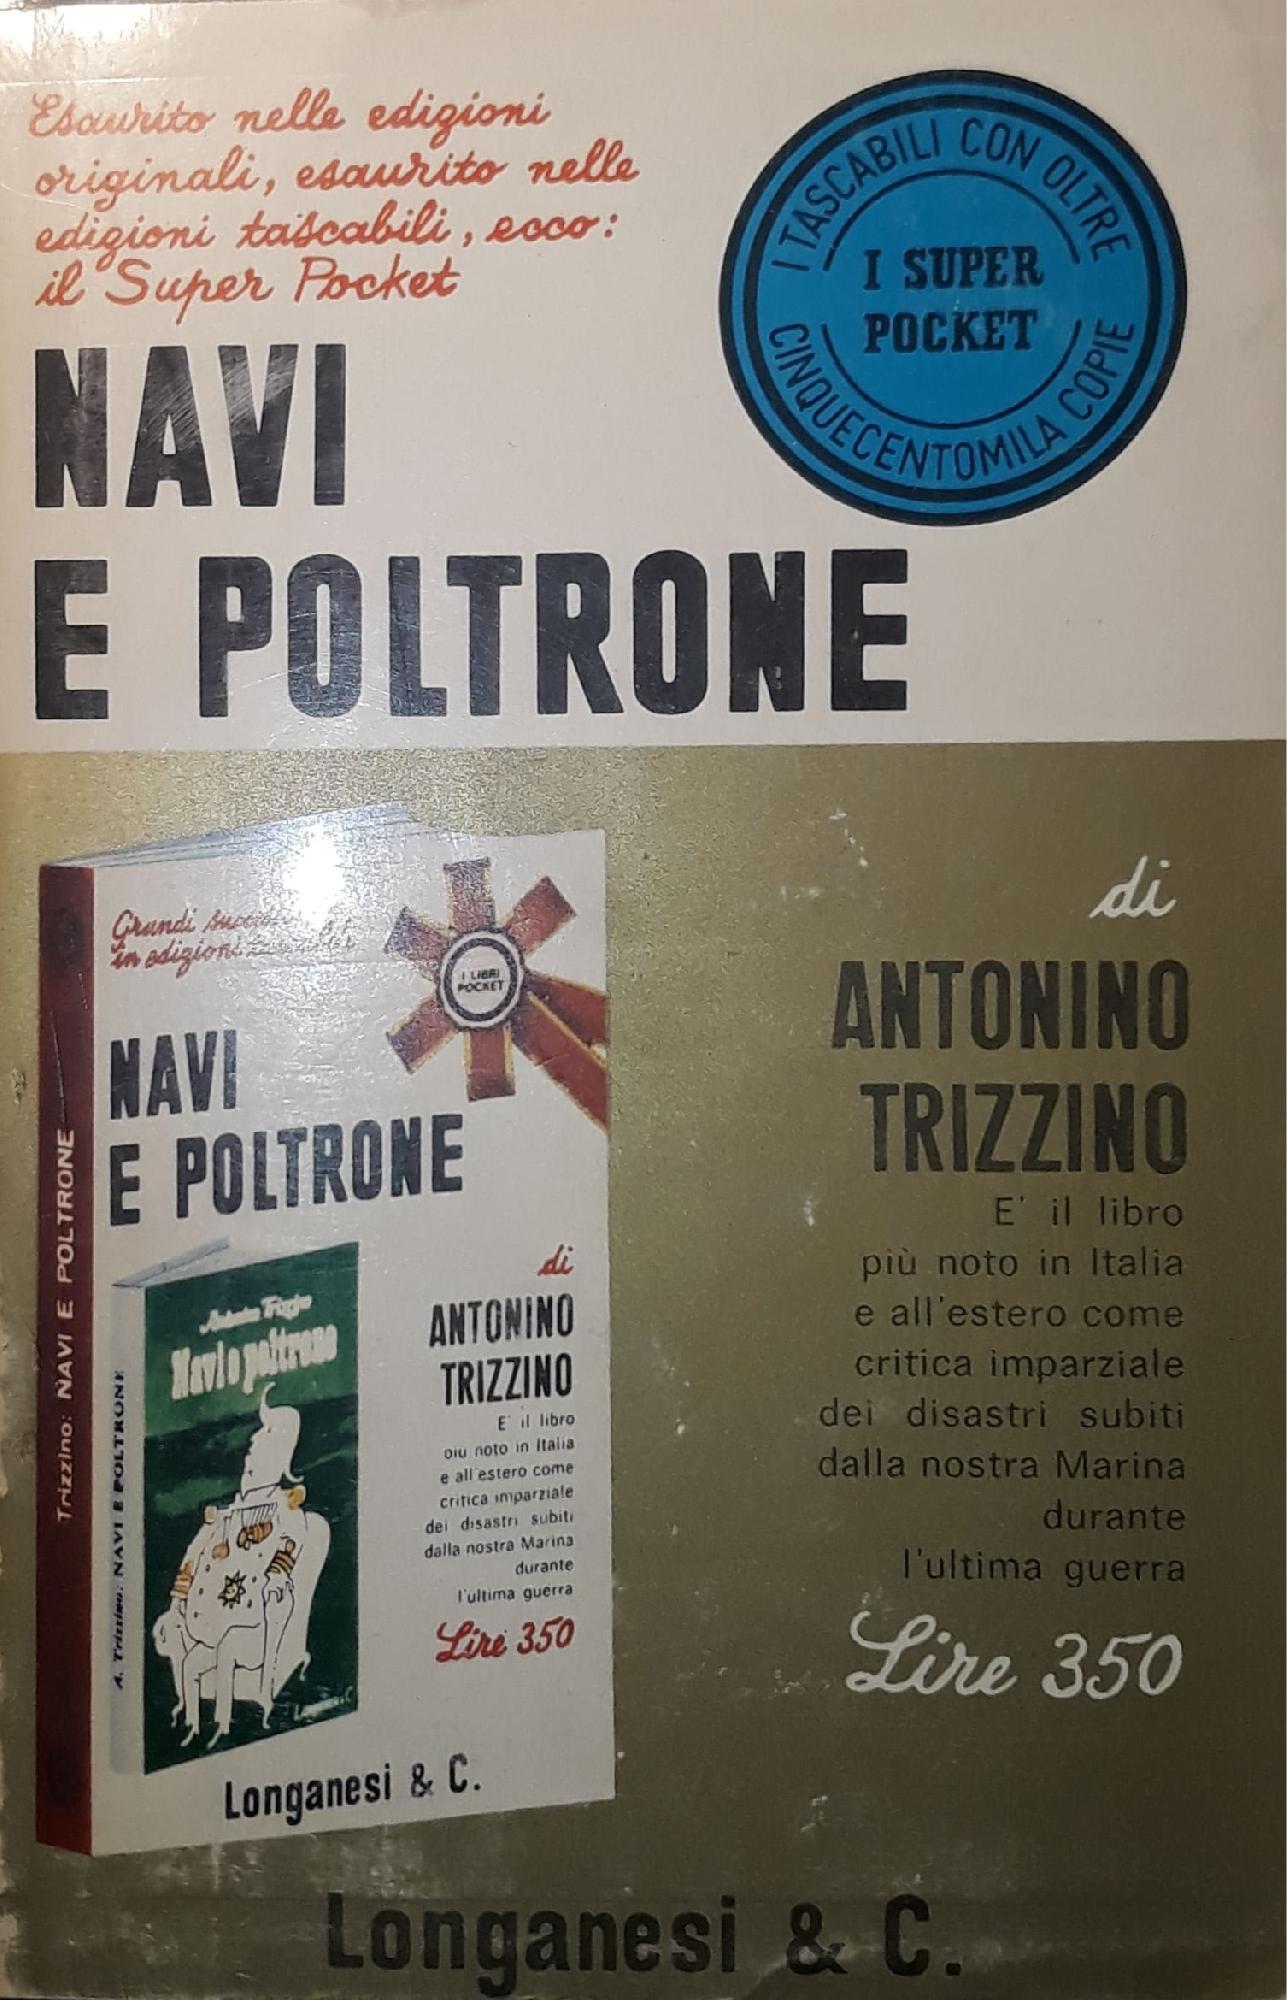 Esaurito nelle edizioni
originali, esaurito nelle
edizioni tascabili, ecco:
il Super Pocket
I TASCABILI CON OLTRE
I SUPER
POCKET
CINQUECENTOMILA COPIE
NAVI
E POLTRONE
di
ANTONINO
TRIZZINO
E' il libro
più noto in Italia
e all'estero come
critica imparziale
dei disastri subiti
dalla nostra Marina
durante
l'ultima guerra
Lire 350
Trizzino: NAVI E POLTRONE
Grandi
in edizioni
I LIBRI
POCKET
NAVI
E POLTRONE
A. Trizzino: NAVI E POLTRONE
Navi e poltrone
di
ANTONINO
TRIZZINO
E' il libro
più noto in Italia
e all'estero come
critica imparziale
dei disastri subiti
dalla nostra Marina
durante
l'ultima guerra
Lire 350
Longanesi & C.
Longanesi & C.